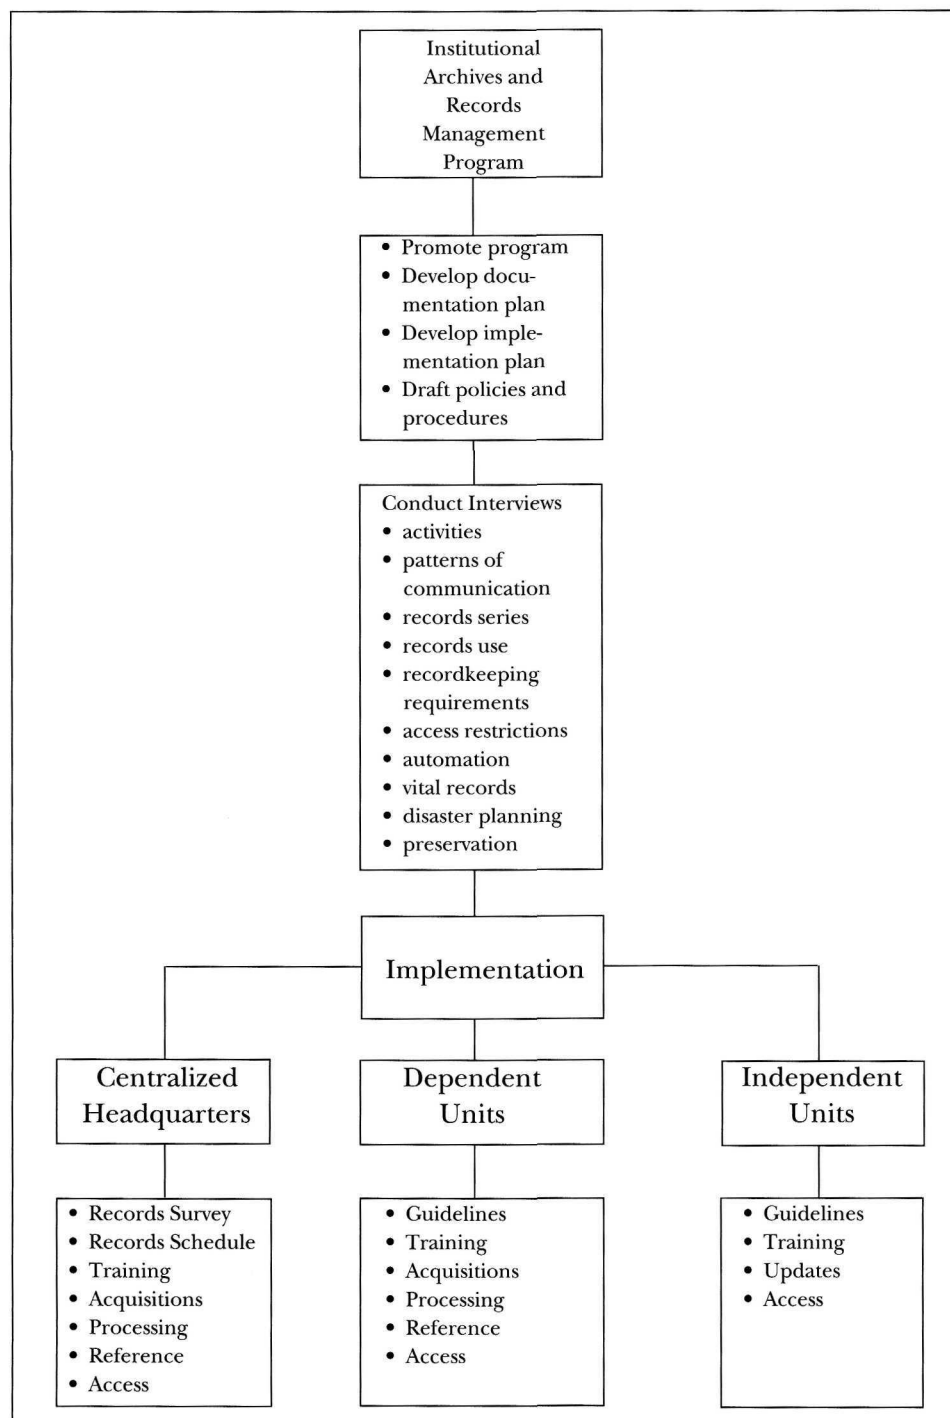 Institutional
Archives and
Records
Management
Program
• Promote program
• Develop docu-
mentation plan
• Develop imple-
mentation plan
• Draft policies and
procedures
Conduct Interviews
• activities
• patterns of
communication
• records series
• records use
• recordkeeping
requirements
• access restrictions
• automation
• vital records
• disaster planning
• preservation
Implementation
Centralized
Headquarters
• Records Survey
• Records Schedule
• Training
• Acquisitions
• Processing
• Reference
• Access
Dependent
Units
• Guidelines
• Training
• Acquisitions
• Processing
• Reference
• Access
Independent
Units
• Guidelines
• Training
• Updates
• Access